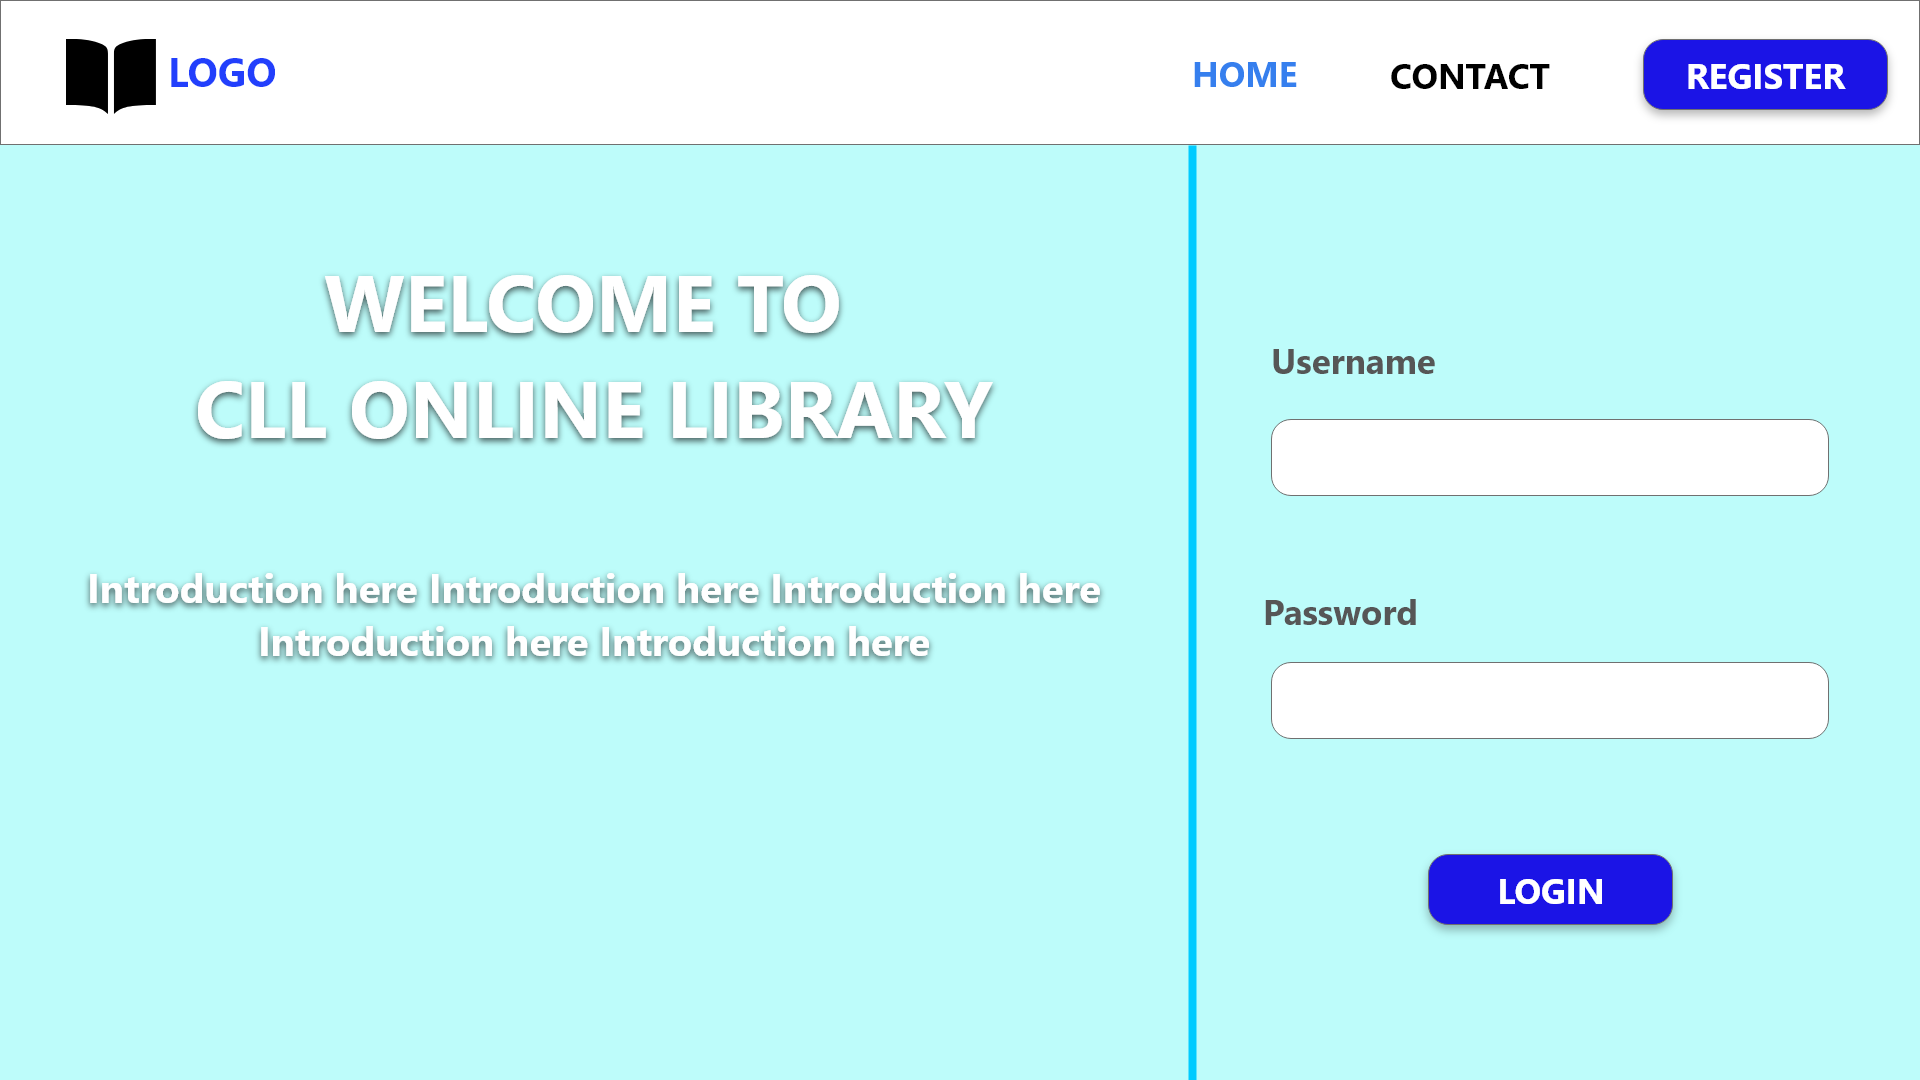 LOGO
HOME
CONTACT
REGISTER
WELCOME TO
CLL ONLINE LIBRARY
Introduction here Introduction here Introduction here
Introduction here Introduction here
Username
Password
LOGIN